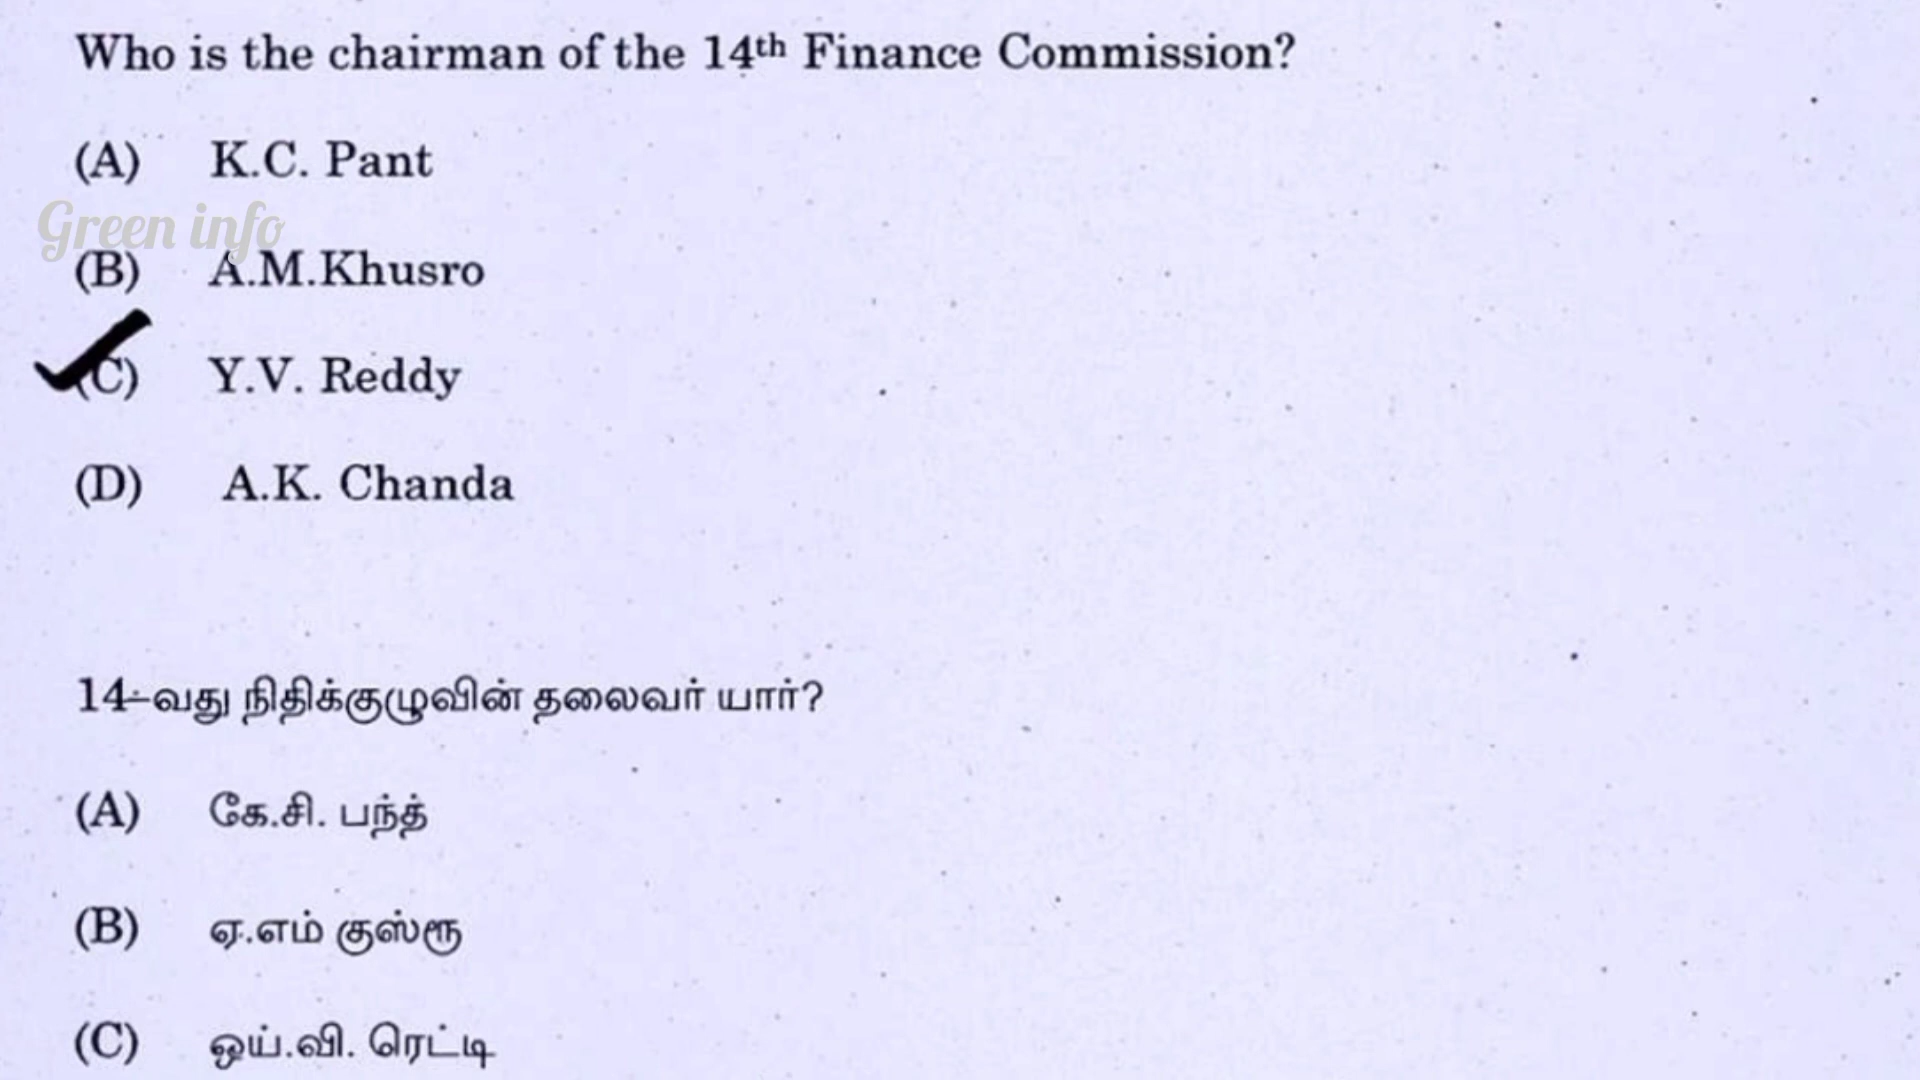 Who is the chairman of the 14th Finance Commission?
(A) K.C. Pant
Green info
(B) A.M.Khusro
(C) Y.V. Reddy
(D) A.K. Chanda
14-வது நிதிக்குழுவின் தலைவர் யார்?
(A) கே.சி. பந்த்
(B) ஏ.எம் குஸ்ரூ
(C) ஒய்.வி. ரெட்டி